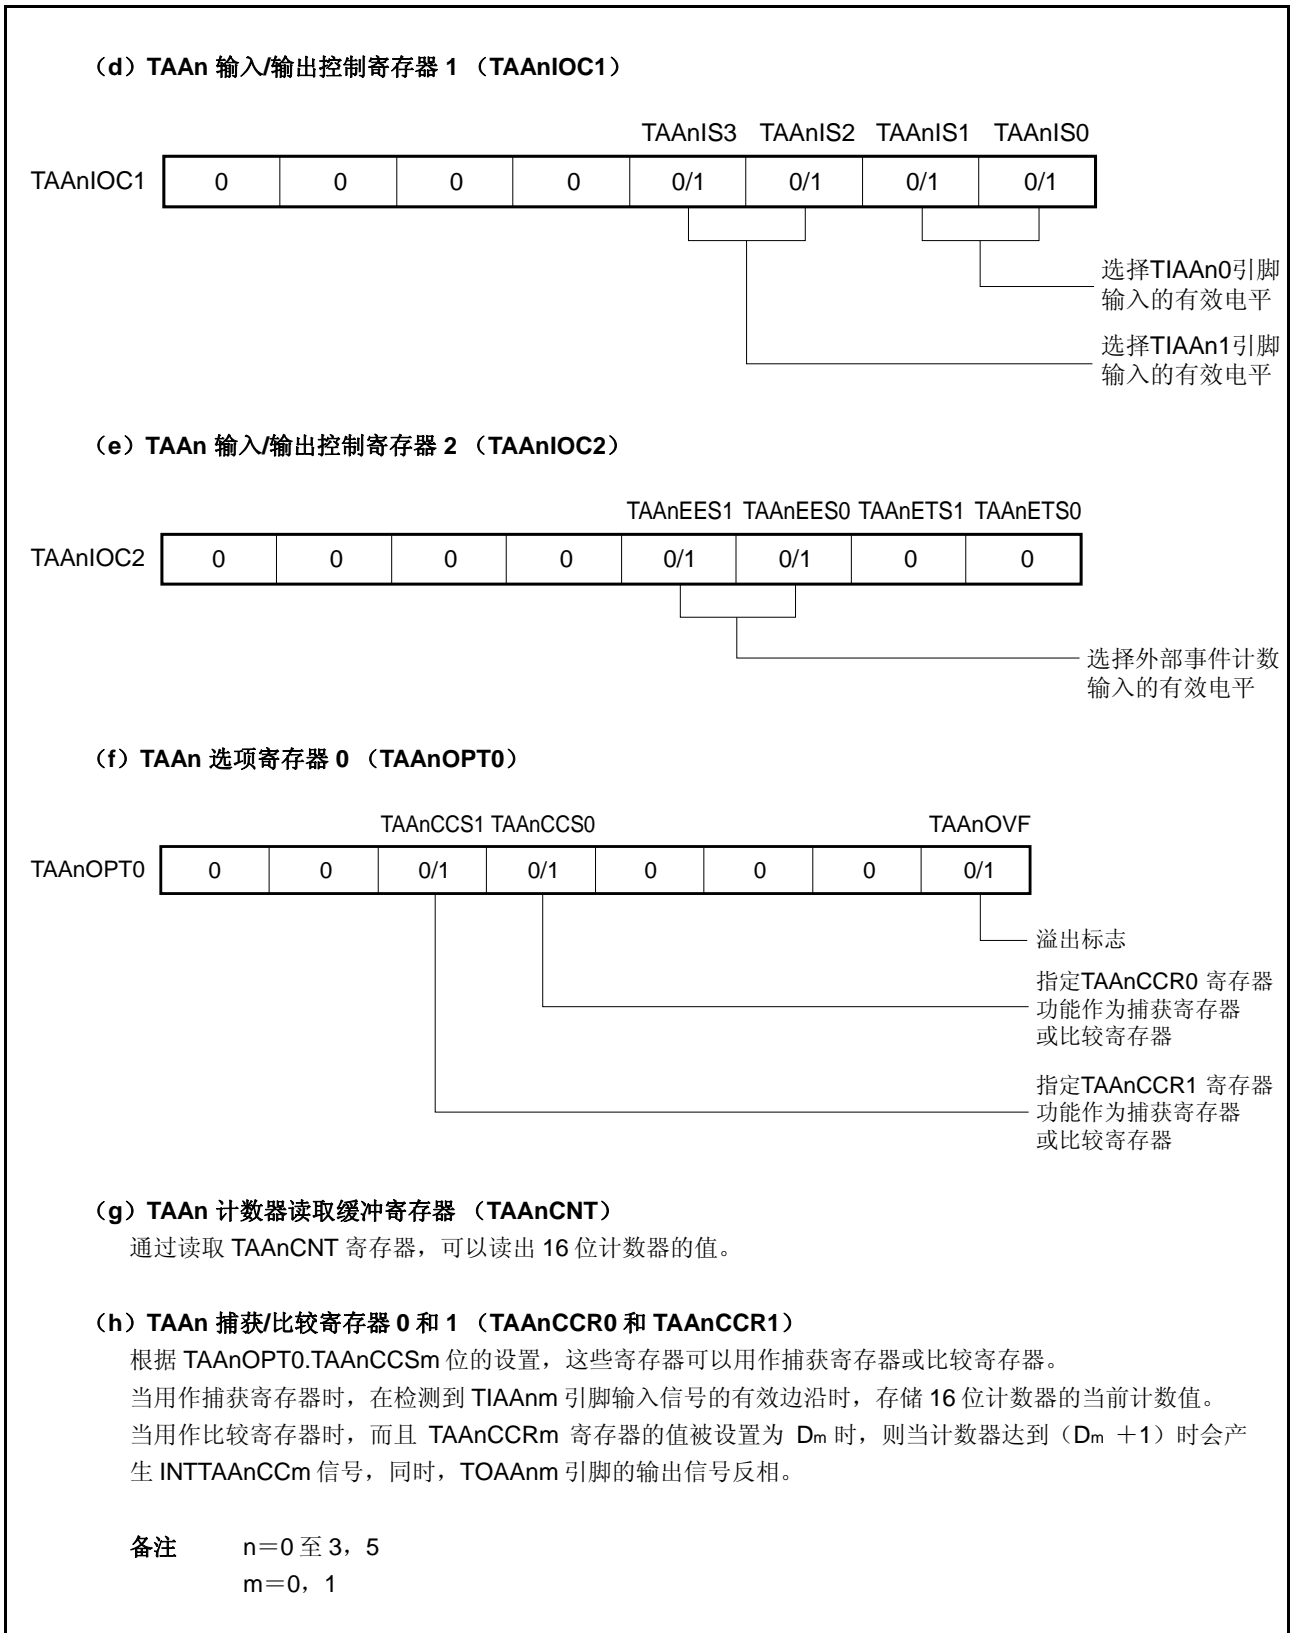 （d）TAAn 输入/输出控制寄存器 1 （TAAnIOC1）
TAAnIS3 TAAnIS2 TAAnIS1 TAAnIS0
TAAnIOC1 0 0 0 0 0/1 0/1 0/1 0/1
选择TIAAn0引脚
输入的有效电平
选择TIAAn1引脚
输入的有效电平
（e）TAAn 输入/输出控制寄存器 2 （TAAnIOC2）
TAAnEES1 TAAnEES0 TAAnETS1 TAAnETS0
TAAnIOC2 0 0 0 0 0/1 0/1 0 0
选择外部事件计数
输入的有效电平
（f）TAAn 选项寄存器 0 （TAAnOPT0）
TAAnCCS1 TAAnCCS0 TAAnOVF
TAAnOPT0 0 0 0/1 0/1 0 0 0 0/1
溢出标志
指定TAAnCCR0 寄存器
功能作为捕获寄存器
或比较寄存器
指定TAAnCCR1 寄存器
功能作为捕获寄存器
或比较寄存器
（g）TAAn 计数器读取缓冲寄存器 （TAAnCNT）
通过读取 TAAnCNT 寄存器，可以读出 16 位计数器的值。
（h）TAAn 捕获/比较寄存器 0 和 1 （TAAnCCR0 和 TAAnCCR1）
根据 TAAnOPT0.TAAnCCSm 位的设置，这些寄存器可以用作捕获寄存器或比较寄存器。
当用作捕获寄存器时，在检测到 TIAAnm 引脚输入信号的有效边沿时，存储 16 位计数器的当前计数值。
当用作比较寄存器时，而且 TAAnCCRm 寄存器的值被设置为 Dm 时，则当计数器达到（Dm ＋1）时会产
生 INTTAAnCCm 信号，同时，TOAAnm 引脚的输出信号反相。
备注 n＝0 至 3，5
m＝0，1